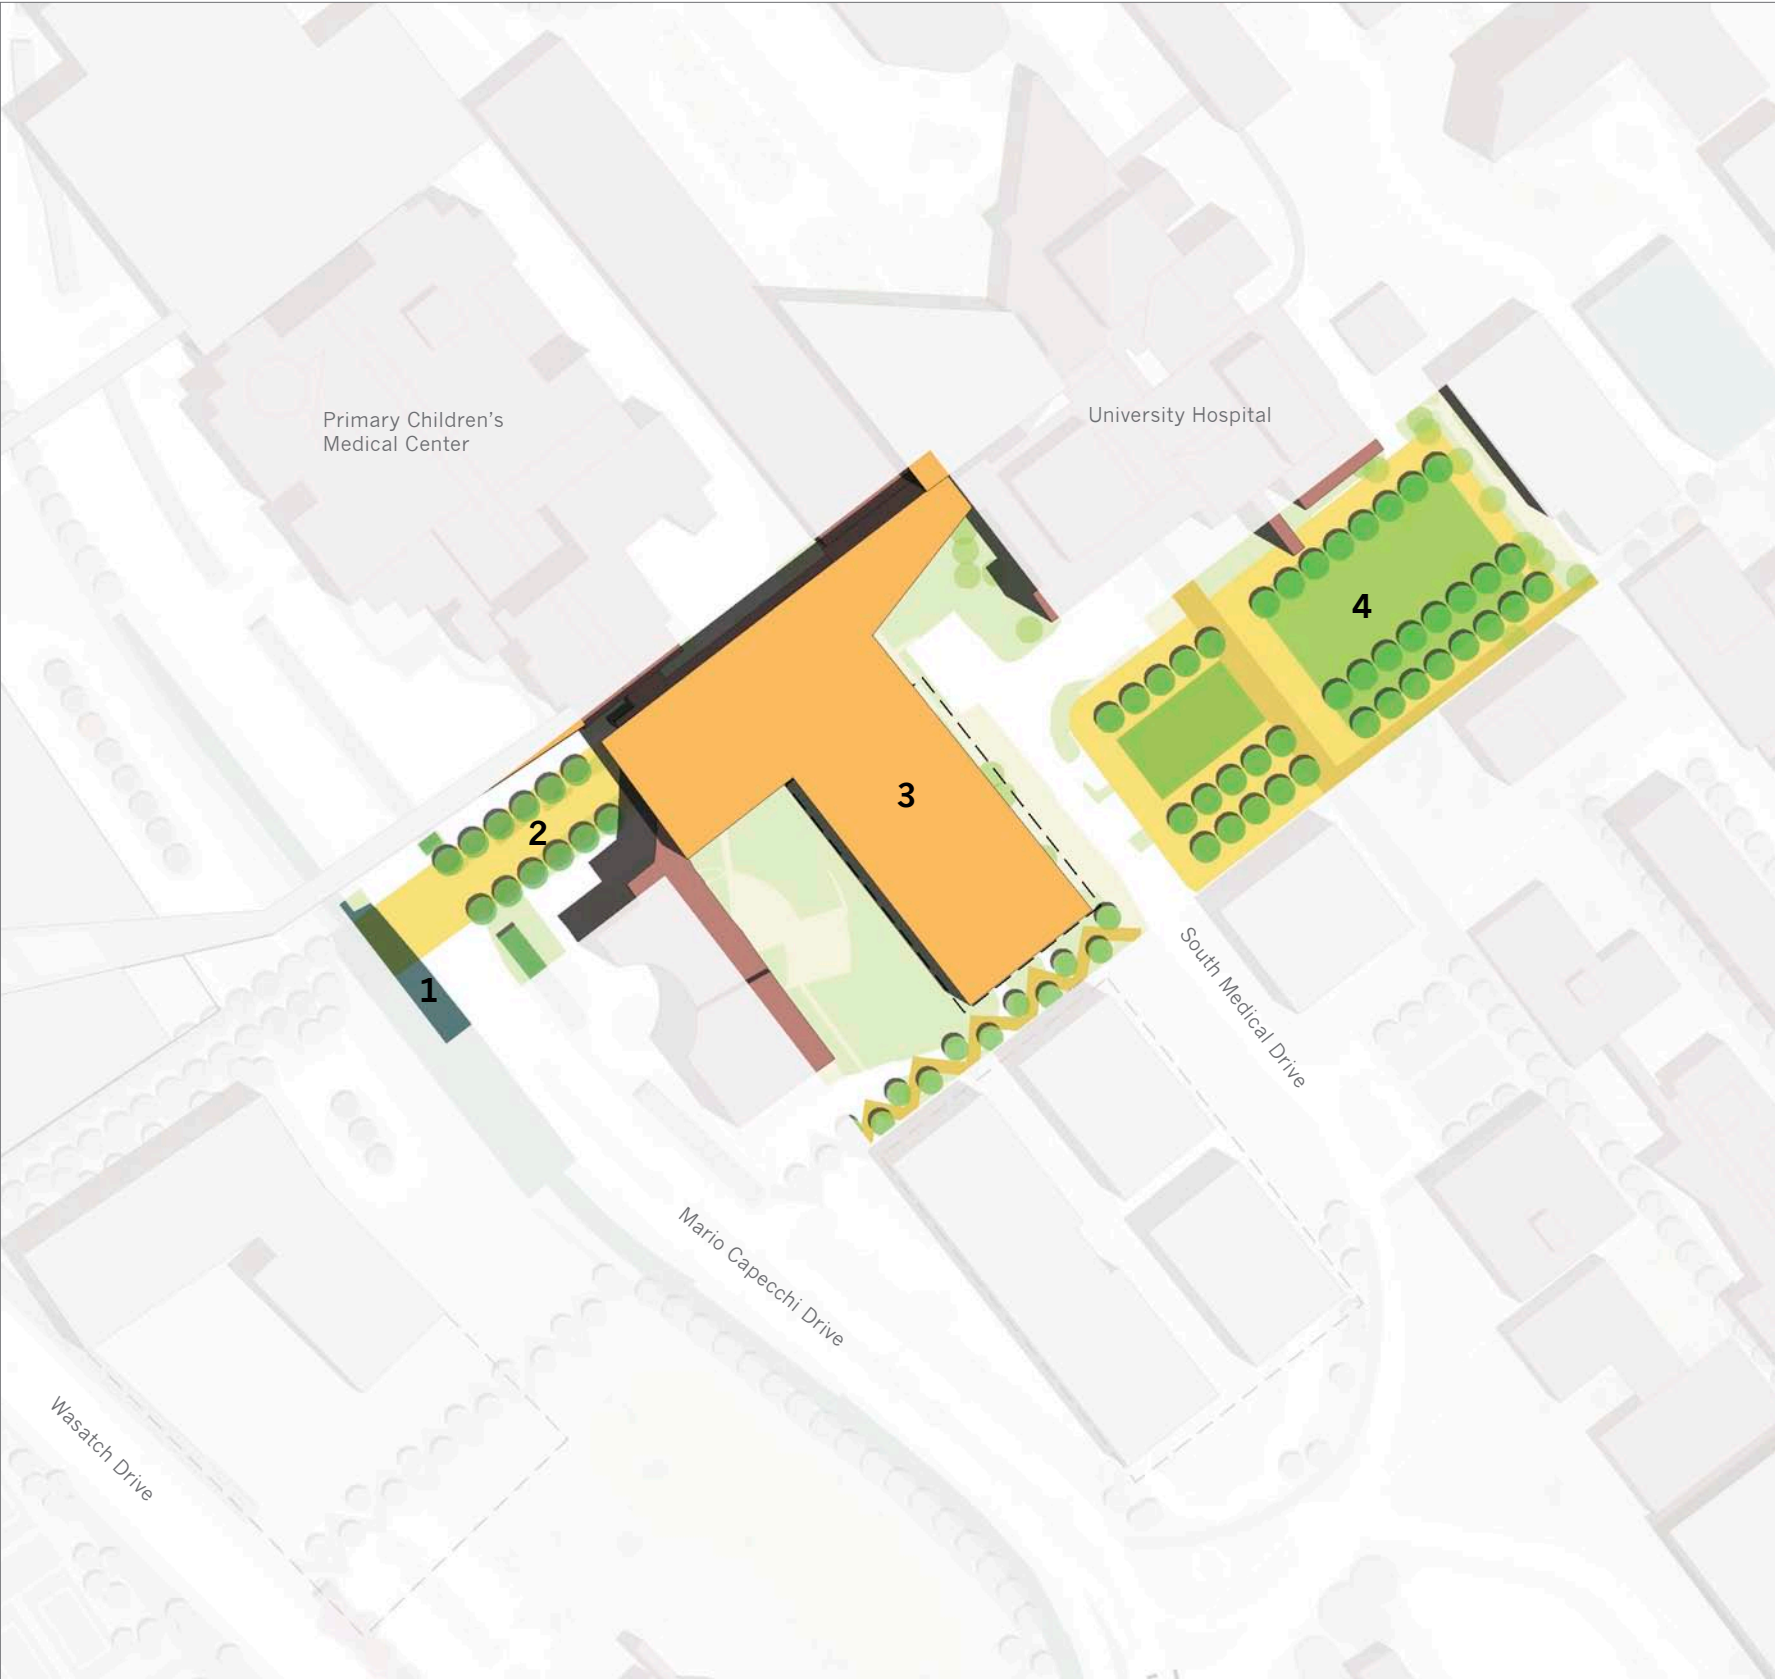 Primary Children's
Medical Center
University Hospital
4
3
2
1
South Medical Drive
Mario Capecchi Drive
Wasatch Drive